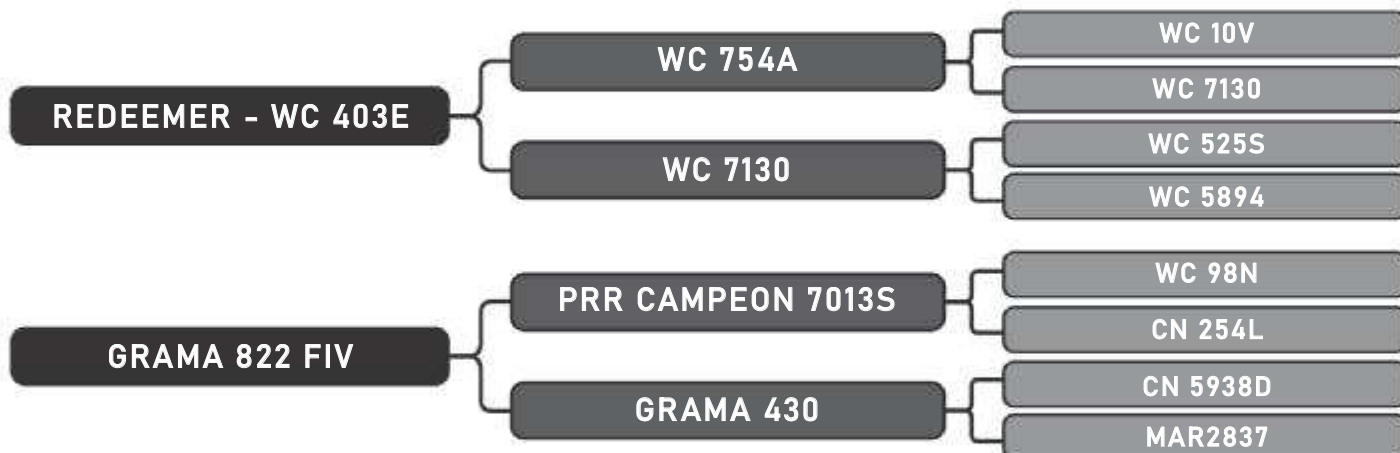 REDEEMER - WC 403E
WC 754A
WC 10V
WC 7130
WC 7130
WC 525S
WC 5894
GRAMA 822 FIV
PRR CAMPEON 7013S
WC 98N
CN 254L
GRAMA 430
CN 5938D
MAR2837